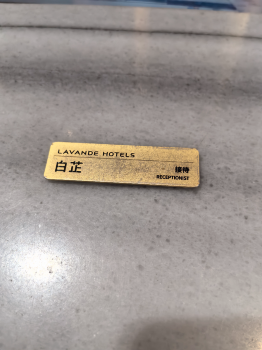 LAVANDE HOTELS
白芷 接待
RECEPTIONIST